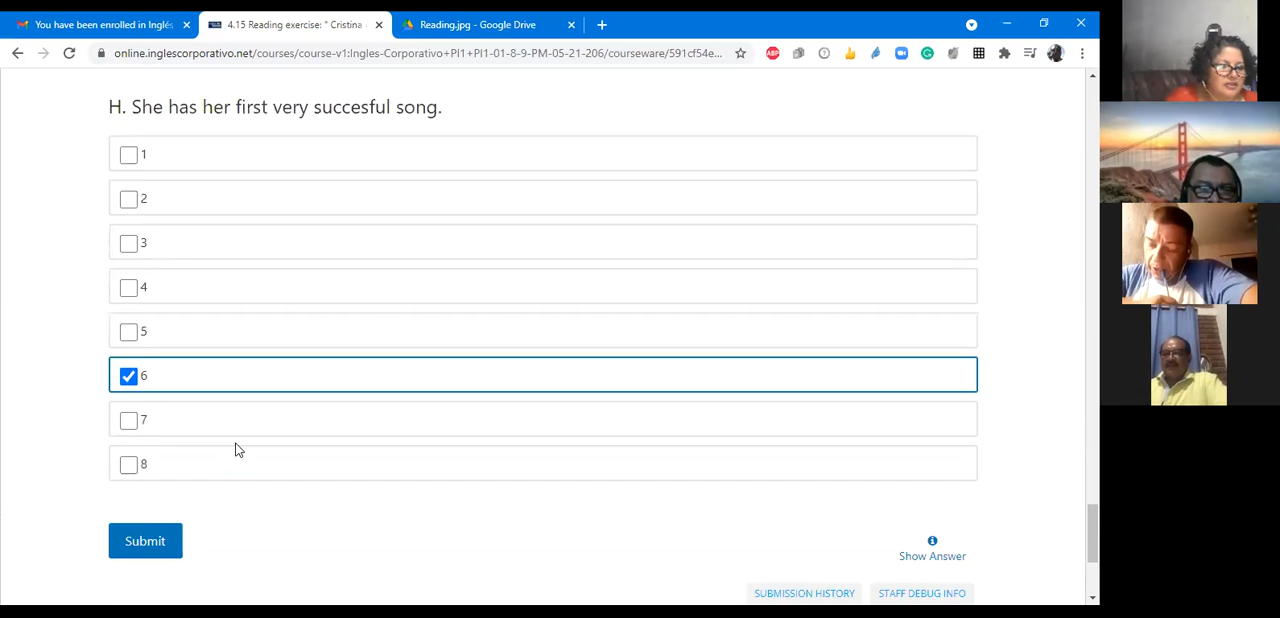 You have been enrolled in Inglés
4.15 Reading exercise: " Cristina
Reading.jpg - Google Drive
online.inglescorporativo.net/courses/course-v1:Ingles-Corporativo+PI1+PI1-01-8-9-PM-05-21-206/courseware/591cf54e...
H. She has her first very succesful song.
1
2
3
4
5
6
7
8
Submit
Show Answer
SUBMISSION HISTORY
STAFF DEBUG INFO